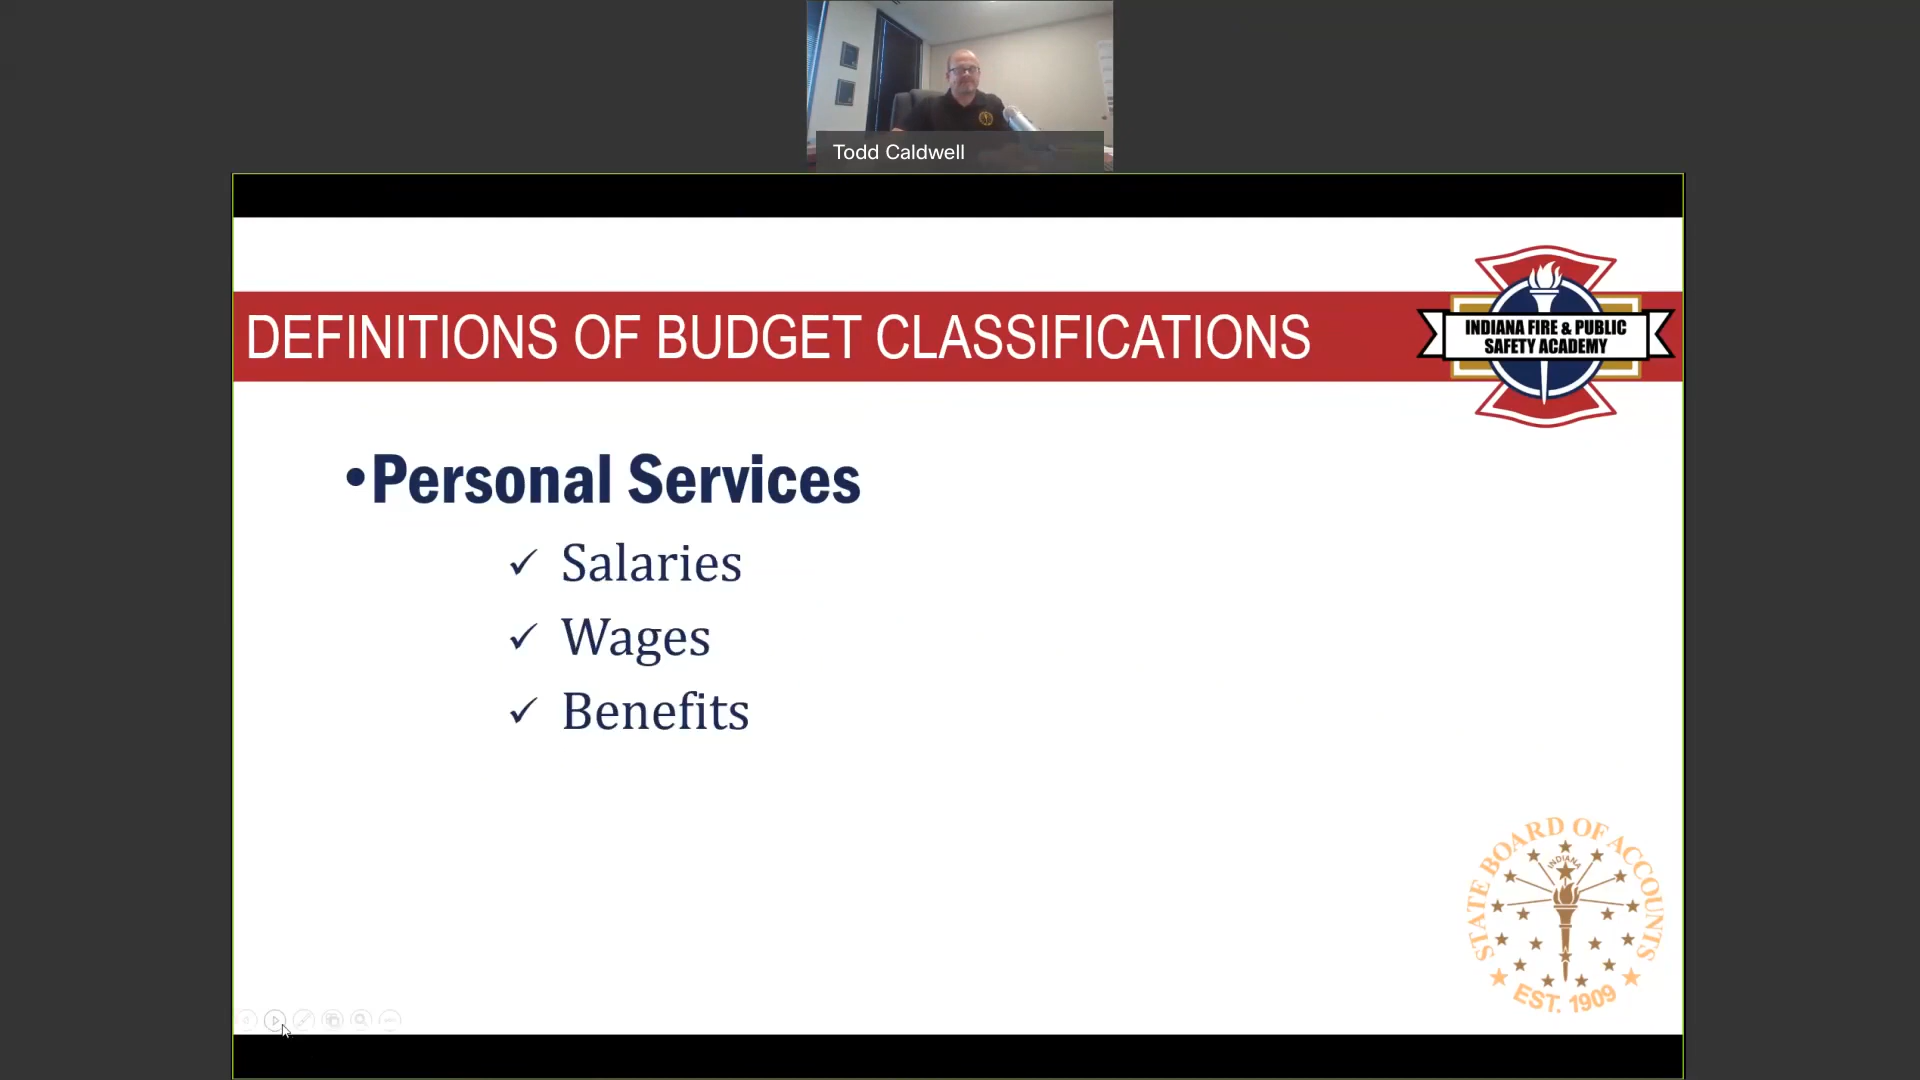 Todd Caldwell
DEFINITIONS OF BUDGET CLASSIFICATIONS
INDIANA FIRE & PUBLIC
SAFETY ACADEMY
•Personal Services
✓ Salaries
✓ Wages
✓ Benefits
STATE BOARD OF ACCOUNTS
INDIANA
EST. 1909